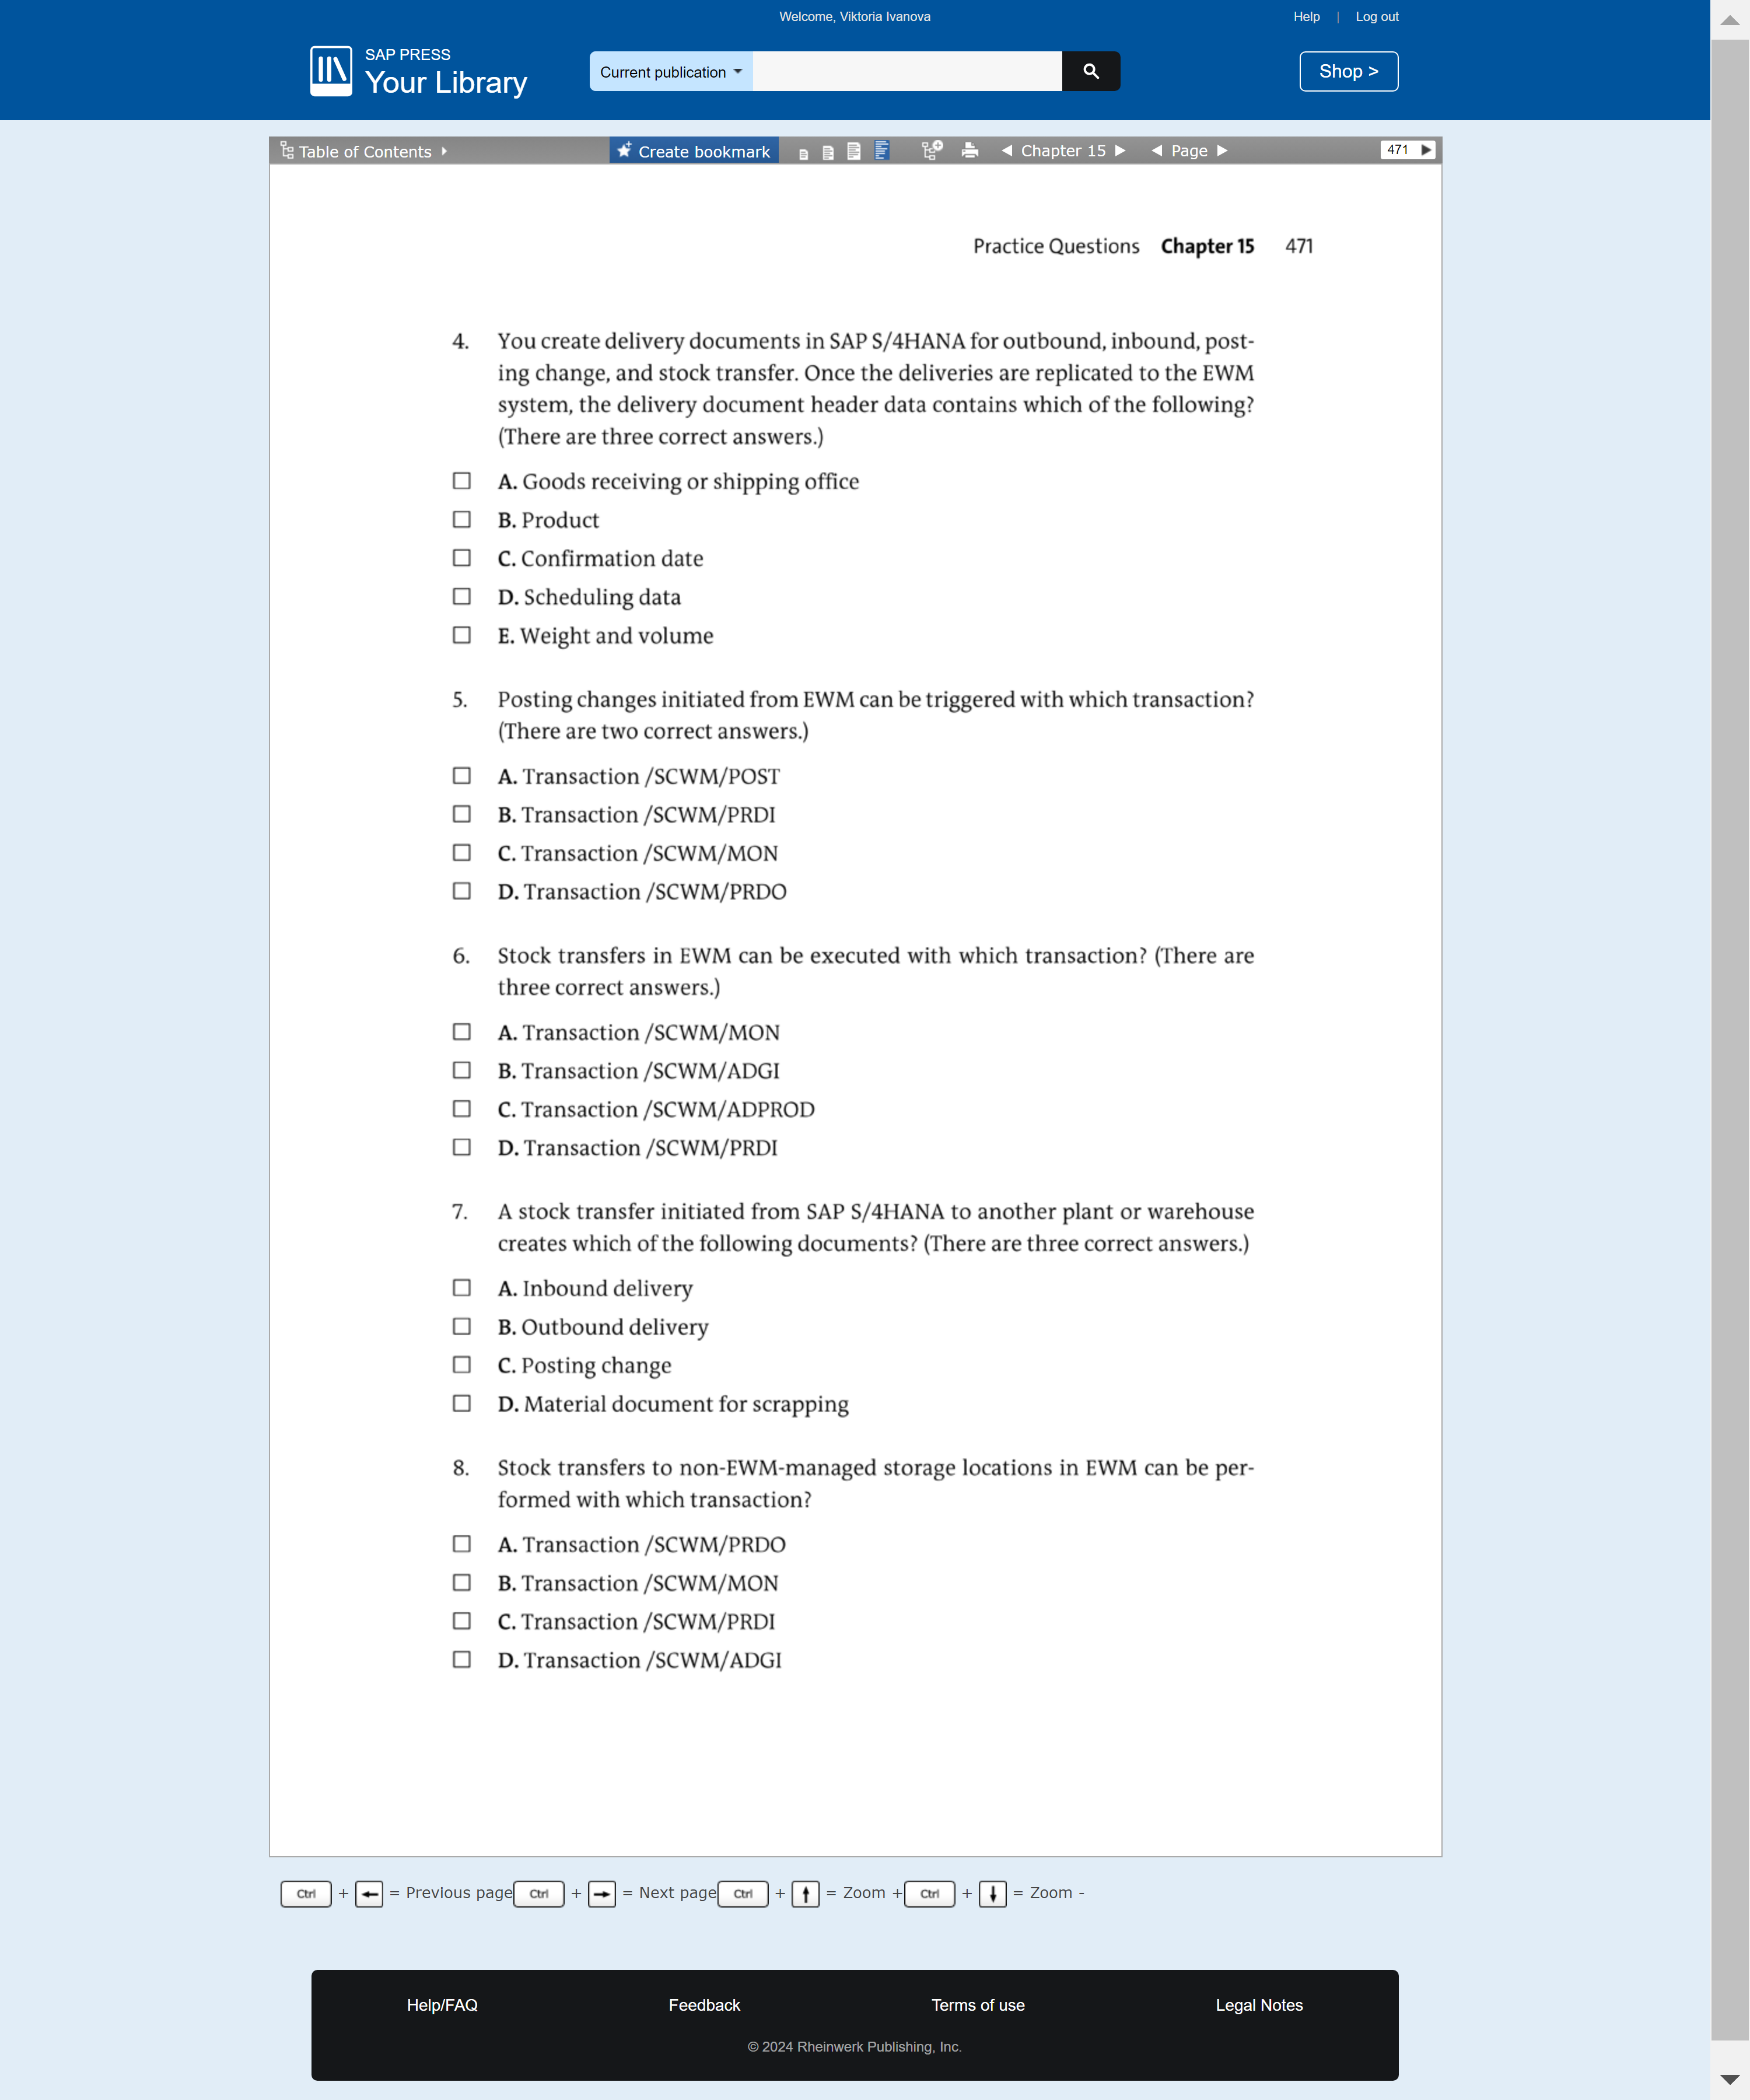 Welcome, Viktoria Ivanova
Help | Log out
SAP PRESS
Your Library
Current publication
Shop >
Table of Contents
Create bookmark
Chapter 15
Page
471
Practice Questions Chapter 15 471
4. You create delivery documents in SAP S/4HANA for outbound, inbound, post-
ing change, and stock transfer. Once the deliveries are replicated to the EWM
system, the delivery document header data contains which of the following?
(There are three correct answers.)
A. Goods receiving or shipping office
B. Product
C. Confirmation date
D. Scheduling data
E. Weight and volume
5. Posting changes initiated from EWM can be triggered with which transaction?
(There are two correct answers.)
A. Transaction /SCWM/POST
B. Transaction /SCWM/PRDI
C. Transaction /SCWM/MON
D. Transaction /SCWM/PRDO
6. Stock transfers in EWM can be executed with which transaction? (There are
three correct answers.)
A. Transaction /SCWM/MON
B. Transaction /SCWM/ADGI
C. Transaction /SCWM/ADPROD
D. Transaction /SCWM/PRDI
7. A stock transfer initiated from SAP S/4HANA to another plant or warehouse
creates which of the following documents? (There are three correct answers.)
A. Inbound delivery
B. Outbound delivery
C. Posting change
D. Material document for scrapping
8. Stock transfers to non-EWM-managed storage locations in EWM can be per-
formed with which transaction?
A. Transaction /SCWM/PRDO
B. Transaction /SCWM/MON
C. Transaction /SCWM/PRDI
D. Transaction /SCWM/ADGI
Ctrl + ← = Previous page Ctrl + → = Next page Ctrl + ↑ = Zoom + Ctrl + ↓ = Zoom -
Help/FAQ Feedback Terms of use Legal Notes
© 2024 Rheinwerk Publishing, Inc.